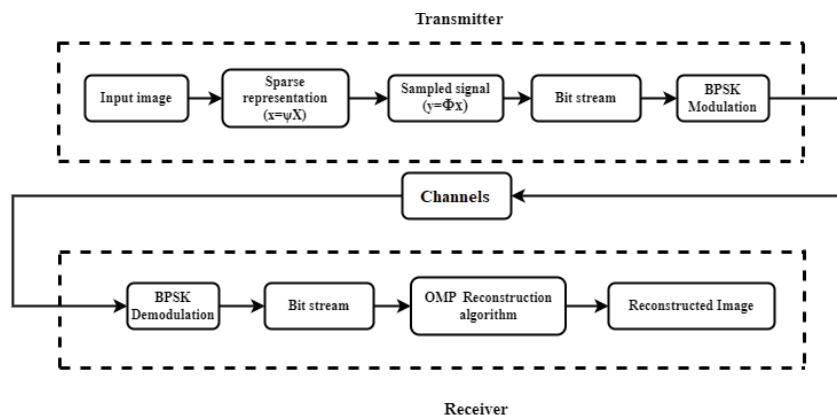 Transmitter
Input image
Sparse
representation
(x=ψX)
Sampled signal
(y=Φx)
Bit stream
BPSK
Modulation
Channels
BPSK
Demodulation
Bit stream
OMP Reconstruction
algorithm
Reconstructed Image
Receiver